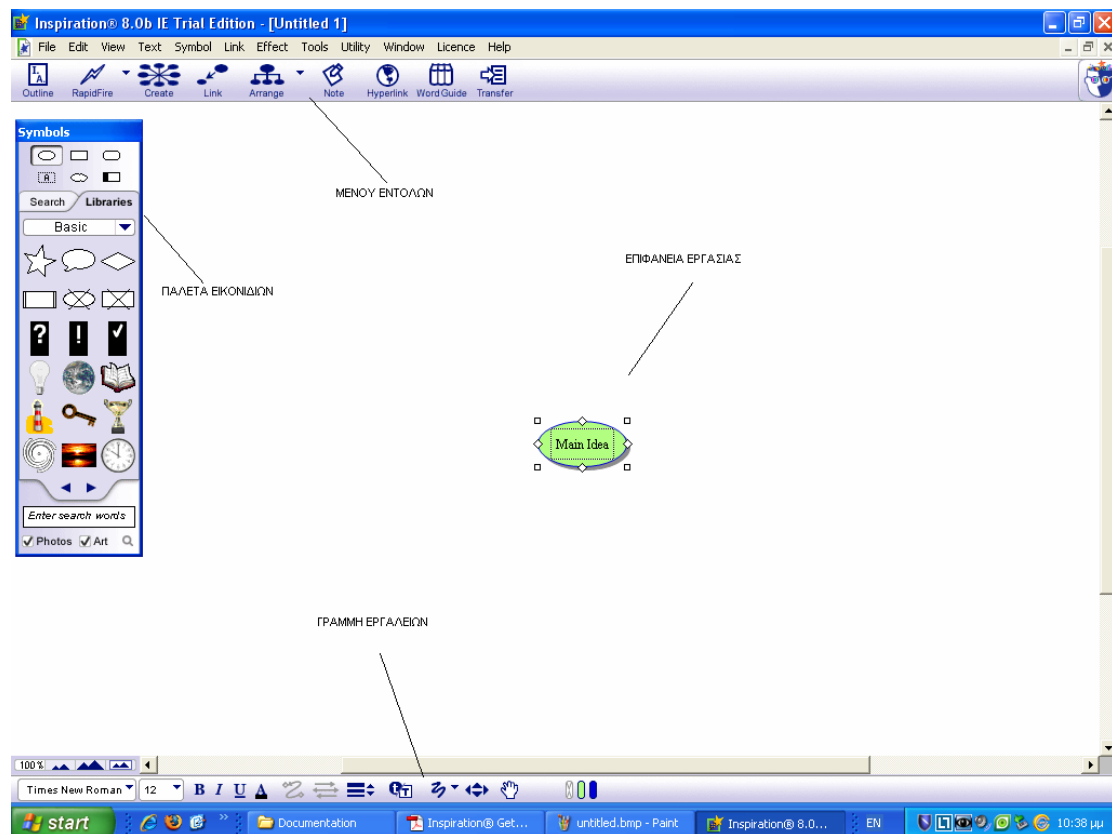 Inspiration® 8.0b IE Trial Edition - [Untitled 1]
File Edit View Text Symbol Link Effect Tools Utility Window Licence Help
Outline RapidFire Create Link Arrange Note Hyperlink Word Guide Transfer
Symbols
A
Search Libraries
Basic
? !
Enter search words
Photos Art
ΜΕΝΟΥ ΕΝΤΟΛΩΝ
ΕΠΙΦΑΝΕΙΑ ΕΡΓΑΣΙΑΣ
ΠΑΛΕΤΑ ΕΙΚΟΝΙΔΙΩΝ
Main Idea
ΓΡΑΜΜΗ ΕΡΓΑΛΕΙΩΝ
100%
Times New Roman 12 B I U A
start Documentation Inspiration® Get... untitled.bmp - Paint Inspiration® 8.0... EN 10:38 μμ